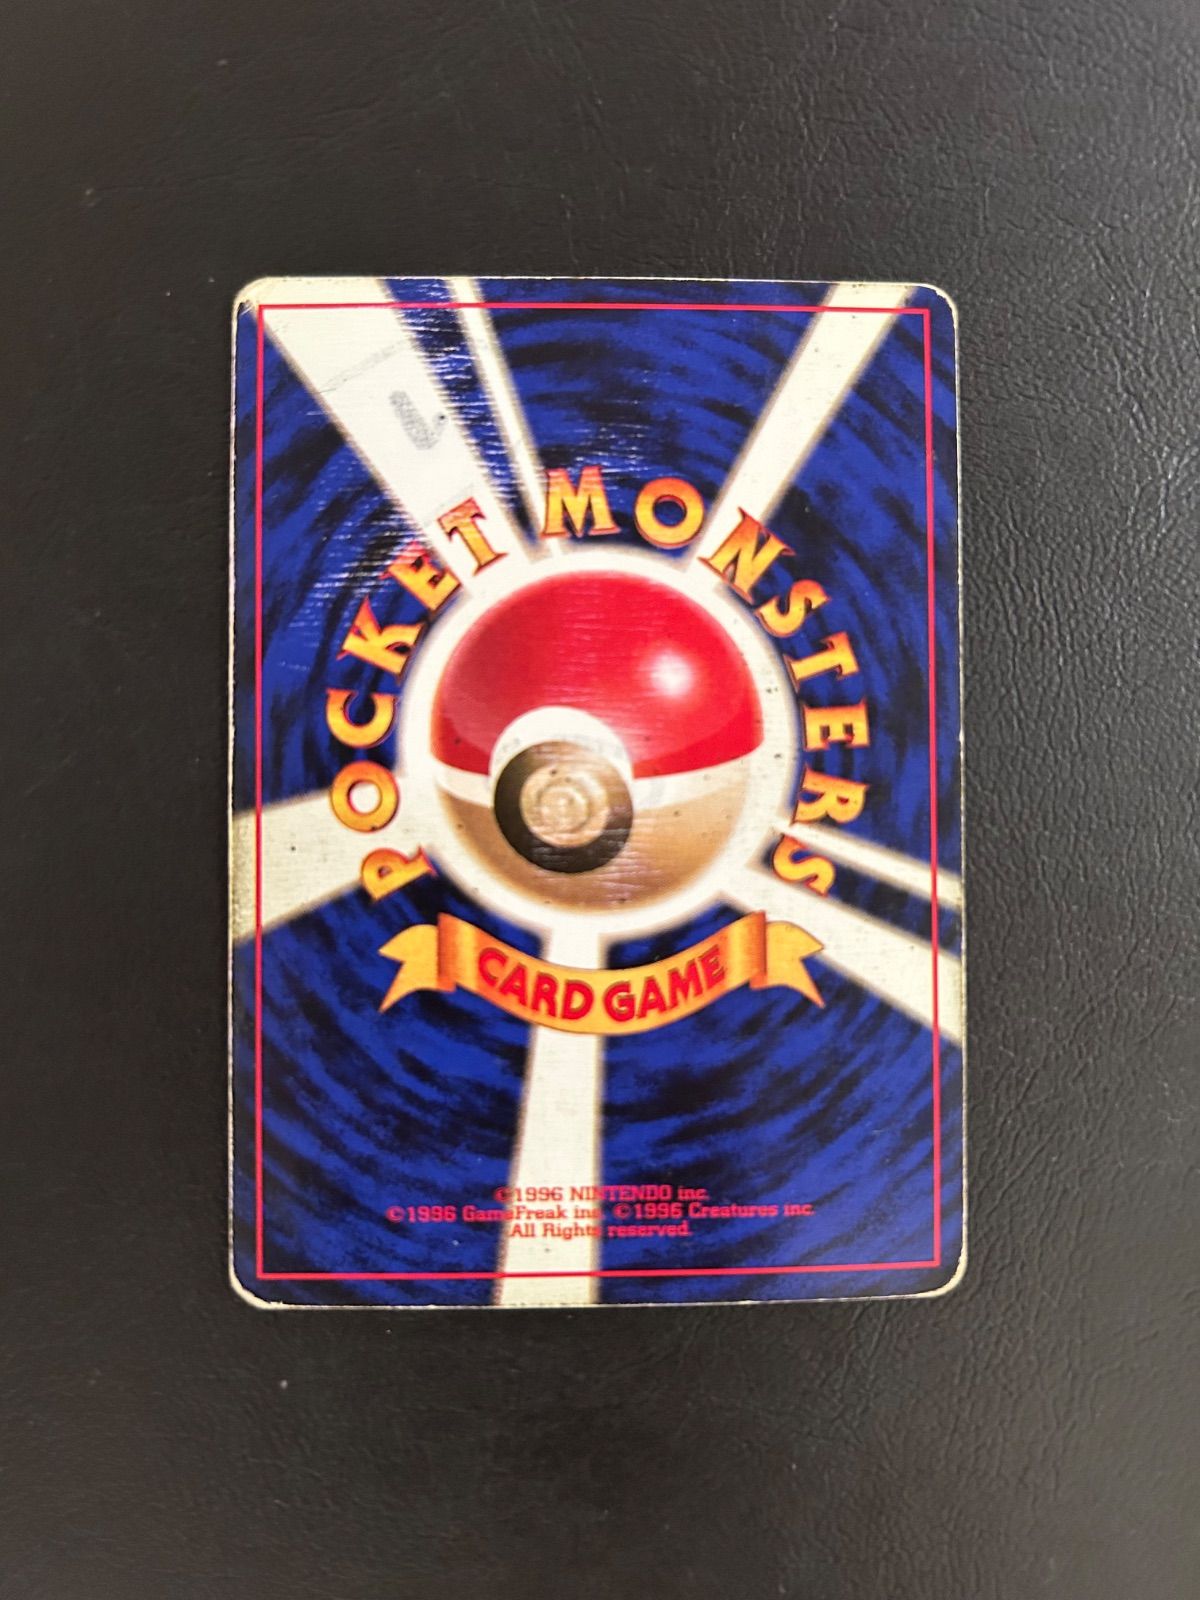 POCKET MONSTERS
CARD GAME
©1996 NINTENDO inc.
©1996 GameFreak inc. ©1996 Creatures inc.
All Rights reserved.